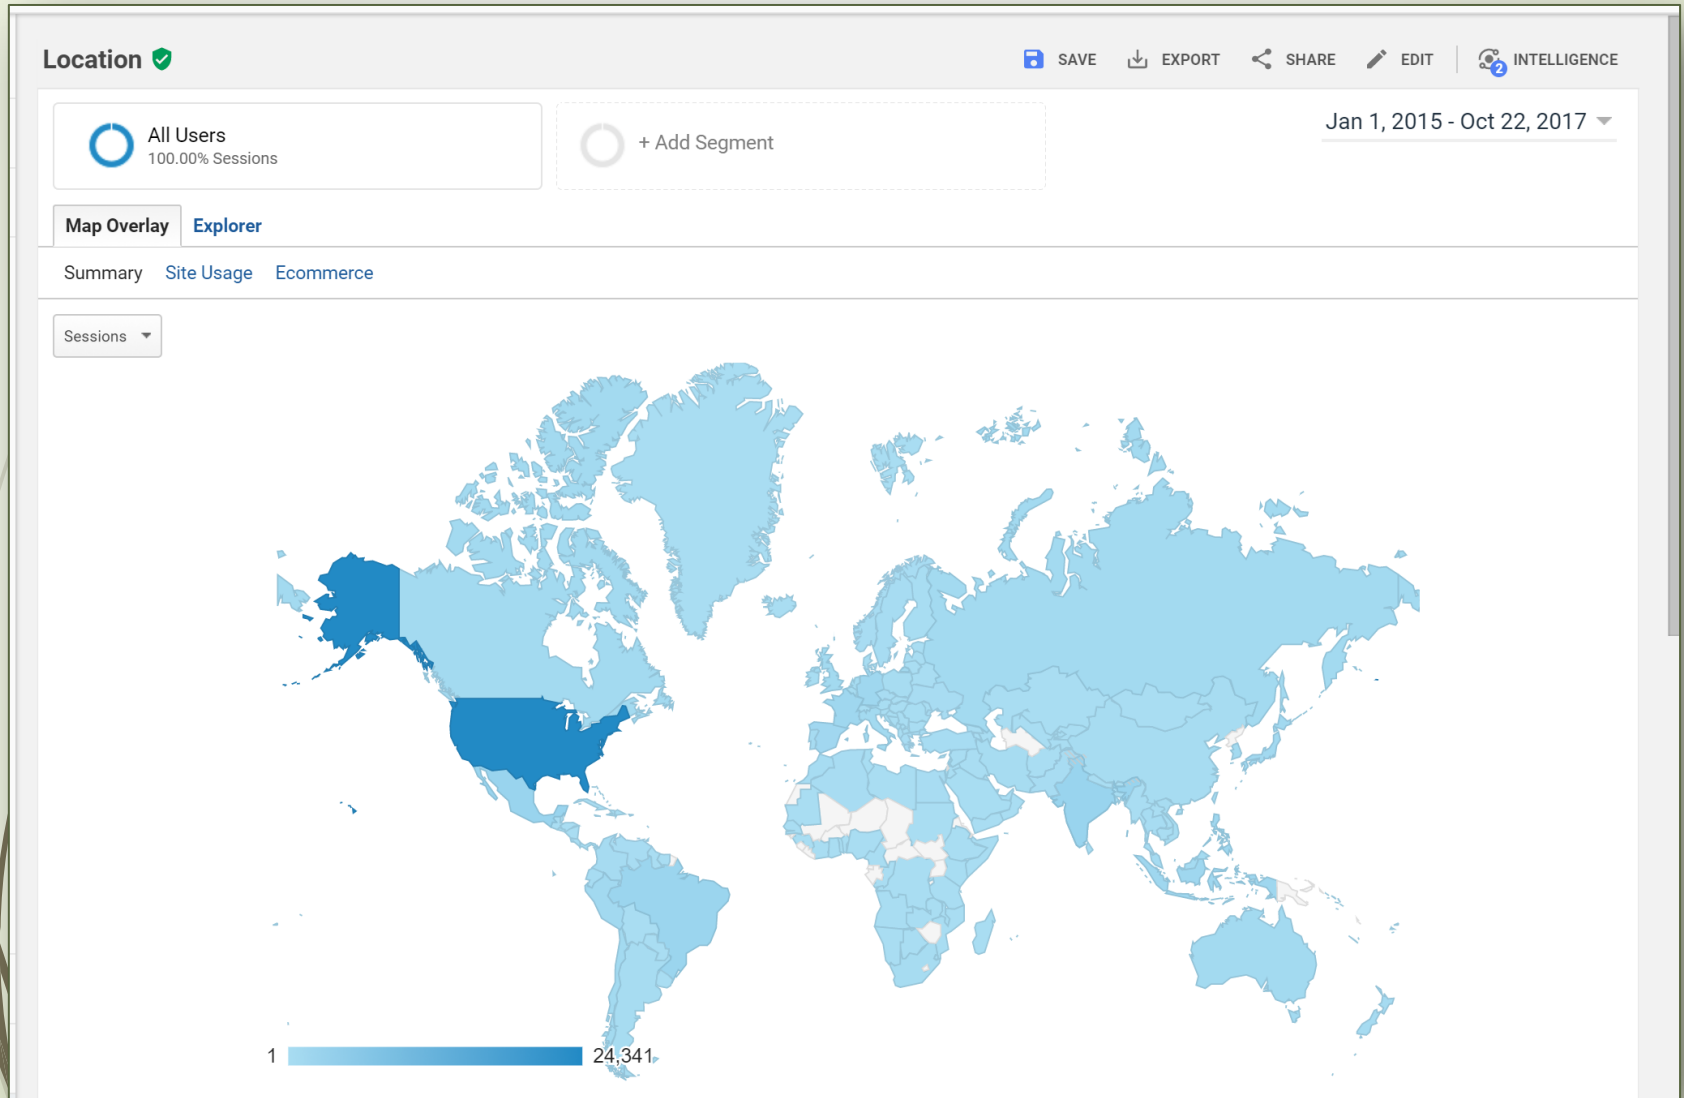 Location
SAVE EXPORT SHARE EDIT 2 INTELLIGENCE
All Users
100.00% Sessions
+ Add Segment
Jan 1, 2015 - Oct 22, 2017
Map Overlay Explorer
Summary Site Usage Ecommerce
Sessions
1 24,341